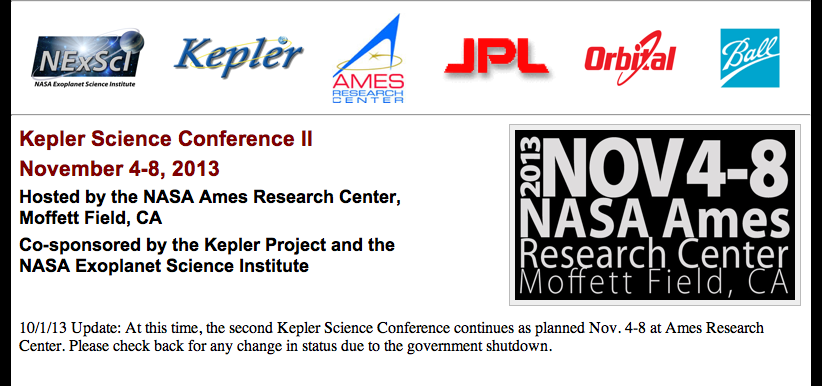 NExScI
NASA Exoplanet Science Institute
Kepler
AMES
RESEARCH
CENTER
JPL
Orbital
Ball
Kepler Science Conference II
November 4-8, 2013
Hosted by the NASA Ames Research Center,
Moffett Field, CA
Co-sponsored by the Kepler Project and the
NASA Exoplanet Science Institute
2013
NOV 4-8
NASA Ames
Research Center
Moffett Field, CA
10/1/13 Update: At this time, the second Kepler Science Conference continues as planned Nov. 4-8 at Ames Research
Center. Please check back for any change in status due to the government shutdown.